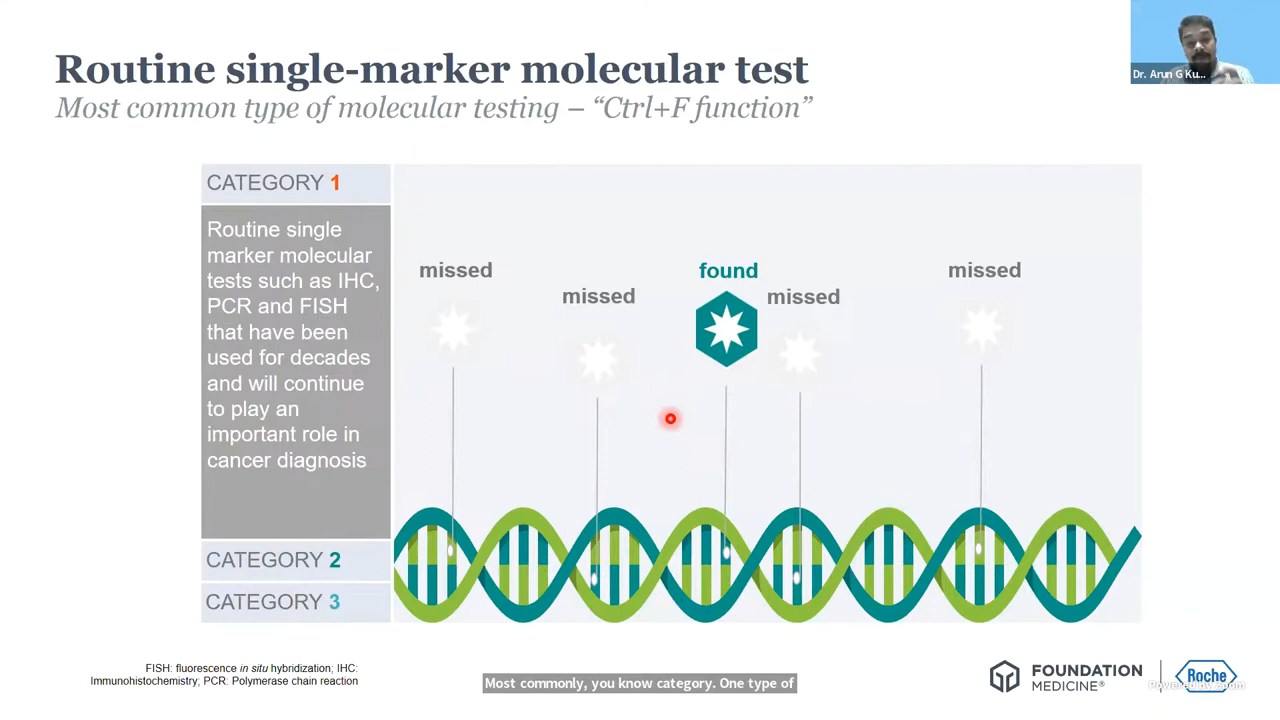 Routine single-marker molecular test
Most common type of molecular testing – “Ctrl+F function”
Dr. Arun G Ku...
CATEGORY 1
Routine single
marker molecular
tests such as IHC,
PCR and FISH
that have been
used for decades
and will continue
to play an
important role in
cancer diagnosis
CATEGORY 2
CATEGORY 3
missed
missed
found
missed
missed
FISH: fluorescence in situ hybridization; IHC:
Immunohistochemistry; PCR: Polymerase chain reaction
Most commonly, you know category. One type of
FOUNDATION
MEDICINE®
Roche
Powered by Zoom